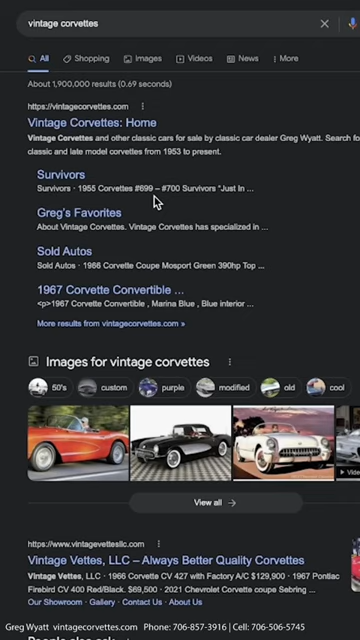 vintage corvettes
All
Shopping
Images
Videos
News
More
About 1,900,000 results (0.69 seconds)
https://vintagecorvettes.com
Vintage Corvettes: Home
Vintage Corvettes and other classic cars for sale by classic car dealer Greg Wyatt. Search fo
classic and late model corvettes from 1953 to present.
Survivors
Survivors · 1955 Corvettes #699 – #700 Survivors "Just In ...
Greg's Favorites
About Vintage Corvettes. Vintage Corvettes has specialized in ...
Sold Autos
Sold Autos · 1966 Corvette Coupe Mosport Green 390hp Top ...
1967 Corvette Convertible ...
<p>1967 Corvette Convertible , Marina Blue , Blue interior ...
More results from vintagecorvettes.com »
Images for vintage corvettes
50's
custom
purple
modified
old
cool
Video
View all →
https://www.vintagevettesllc.com
Vintage Vettes, LLC – Always Better Quality Corvettes
Vintage Vettes, LLC · 1966 Corvette CV 427 with Factory A/C $129,900 · 1967 Pontiac
Firebird CV 400 Red/Black. $69,500 · 2021 Chevrolet Corvette coupe Sebring ...
Our Showroom · Gallery · Contact Us · About Us
Greg Wyatt vintagecorvettes.com Phone: 706-857-3916 | Cell: 706-506-5745